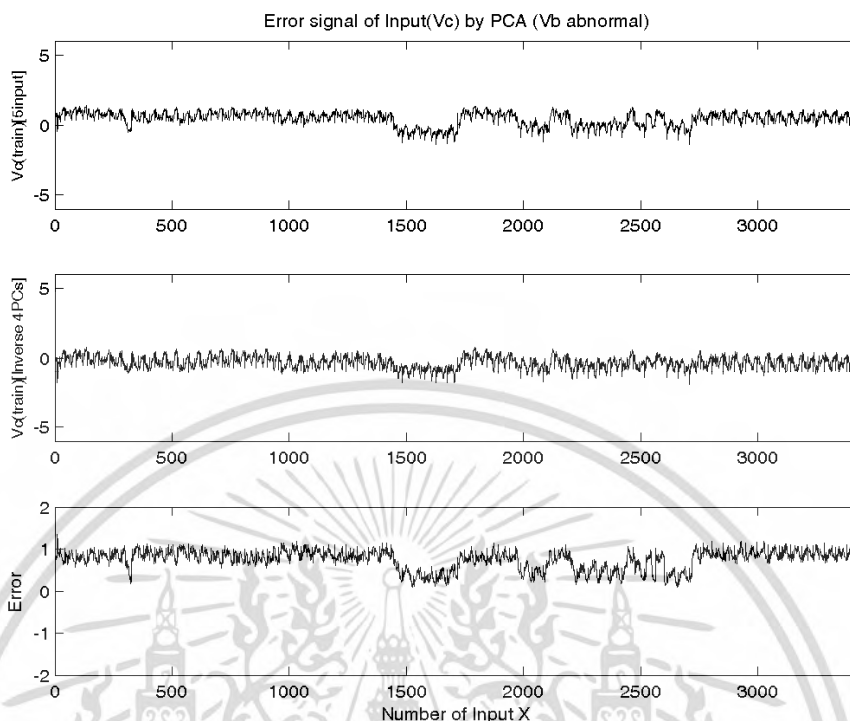 Error signal of Input(Vc) by PCA (Vb abnormal)
Vc(train)[6input]
5
0
-5
0 500 1000 1500 2000 2500 3000
Vc(train)[Inverse 4PCs]
5
0
-5
0 500 1000 1500 2000 2500 3000
Error
2
1
0
-1
-2
0 500 1000 1500 2000 2500 3000
Number of Input X